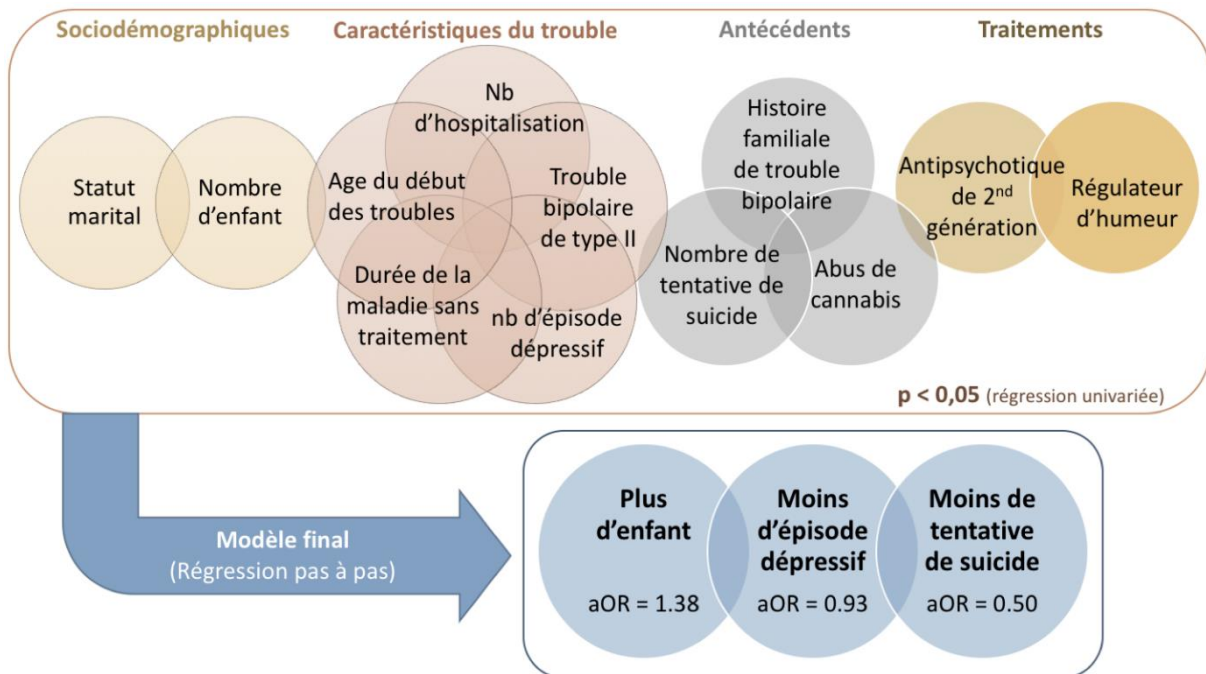 Sociodémographiques
Caractéristiques du trouble
Antécédents
Traitements
Statut
marital
Nombre
d'enfant
Nb
d'hospitalisation
Age du début
des troubles
Trouble
bipolaire
de type II
Durée de la
maladie sans
traitement
nb d'épisode
dépressif
Histoire
familiale
de trouble
bipolaire
Nombre de
tentative de
suicide
Abus de
cannabis
Antipsychotique
de 2nd
génération
Régulateur
d'humeur
p < 0,05 (régression univariée)
Modèle final
(Régression pas à pas)
Plus
d'enfant
aOR = 1.38
Moins
d'épisode
dépressif
aOR = 0.93
Moins de
tentative
de suicide
aOR = 0.50